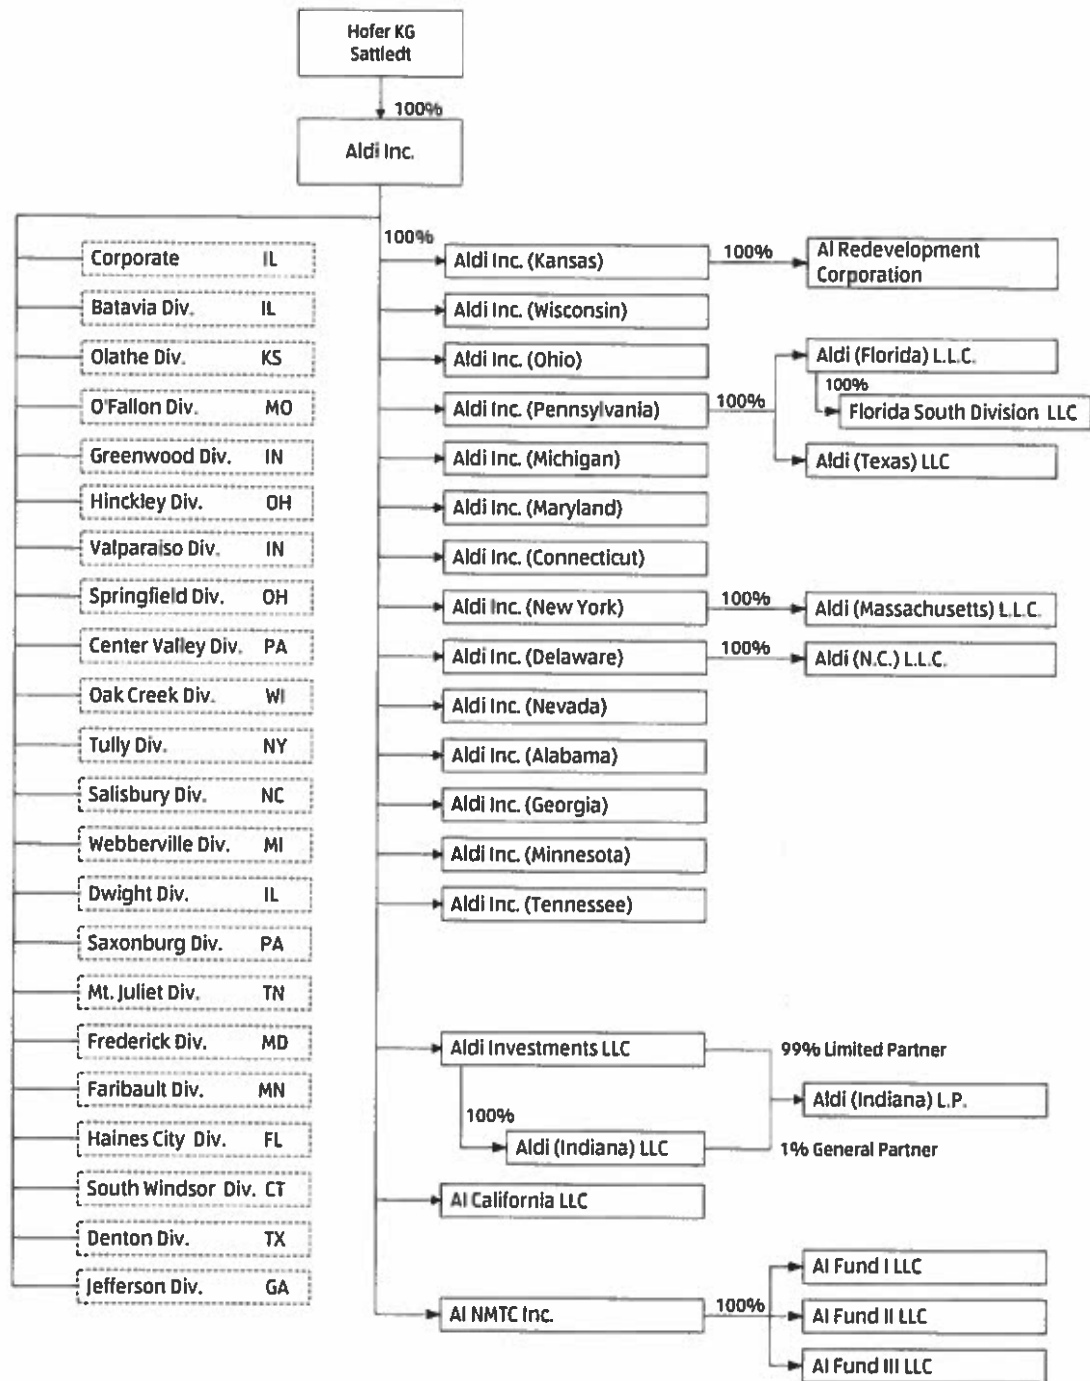 Hofer KG
Sattledt
100%
Aldi Inc.
Corporate IL
Batavia Div. IL
Olathe Div. KS
O'Fallon Div. MO
Greenwood Div. IN
Hinckley Div. OH
Valparaiso Div. IN
Springfield Div. OH
Center Valley Div. PA
Oak Creek Div. WI
Tully Div. NY
Salisbury Div. NC
Webberville Div. MI
Dwight Div. IL
Saxonburg Div. PA
Mt. Juliet Div. TN
Frederick Div. MD
Faribault Div. MN
Haines City Div. FL
South Windsor Div. CT
Denton Div. TX
Jefferson Div. GA
100%
Aldi Inc. (Kansas)
100%
AI Redevelopment
Corporation
Aldi Inc. (Wisconsin)
Aldi Inc. (Ohio)
Aldi Inc. (Pennsylvania)
100%
Aldi (Florida) L.L.C.
100%
Florida South Division LLC
Aldi (Texas) LLC
Aldi Inc. (Michigan)
Aldi Inc. (Maryland)
Aldi Inc. (Connecticut)
Aldi Inc. (New York)
100%
Aldi (Massachusetts) L.L.C.
Aldi Inc. (Delaware)
100%
Aldi (N.C.) L.L.C.
Aldi Inc. (Nevada)
Aldi Inc. (Alabama)
Aldi Inc. (Georgia)
Aldi Inc. (Minnesota)
Aldi Inc. (Tennessee)
Aldi Investments LLC
99% Limited Partner
100%
Aldi (Indiana) LLC
1% General Partner
Aldi (Indiana) L.P.
AI California LLC
AI NMTC Inc.
100%
AI Fund I LLC
AI Fund II LLC
AI Fund III LLC